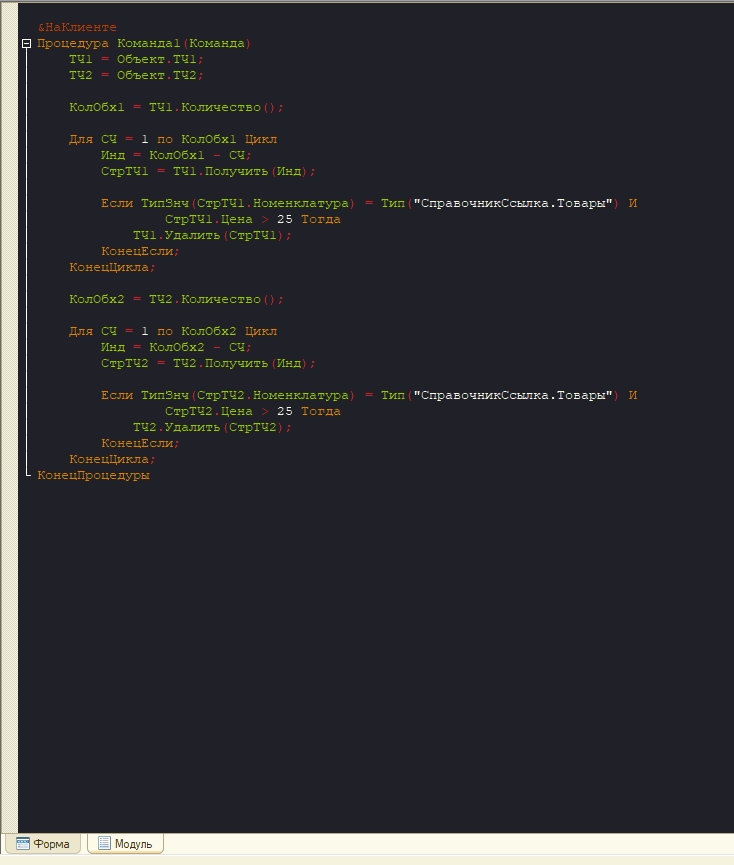 &НаКлиенте
Процедура Команда1(Команда)
ТЧ1 = Объект.ТЧ1;
ТЧ2 = Объект.ТЧ2;
КолОбх1 = ТЧ1.Количество();
Для СЧ = 1 по КолОбх1 Цикл
Инд = КолОбх1 - СЧ;
СтрТЧ1 = ТЧ1.Получить(Инд);
Если ТипЗнч(СтрТЧ1.Номенклатура) = Тип("СправочникСсылка.Товары") И
СтрТЧ1.Цена > 25 Тогда
ТЧ1.Удалить(СтрТЧ1);
КонецЕсли;
КонецЦикла;
КолОбх2 = ТЧ2.Количество();
Для СЧ = 1 по КолОбх2 Цикл
Инд = КолОбх2 - СЧ;
СтрТЧ2 = ТЧ2.Получить(Инд);
Если ТипЗнч(СтрТЧ2.Номенклатура) = Тип("СправочникСсылка.Товары") И
СтрТЧ2.Цена > 25 Тогда
ТЧ2.Удалить(СтрТЧ2);
КонецЕсли;
КонецЦикла;
КонецПроцедуры
Форма Модуль